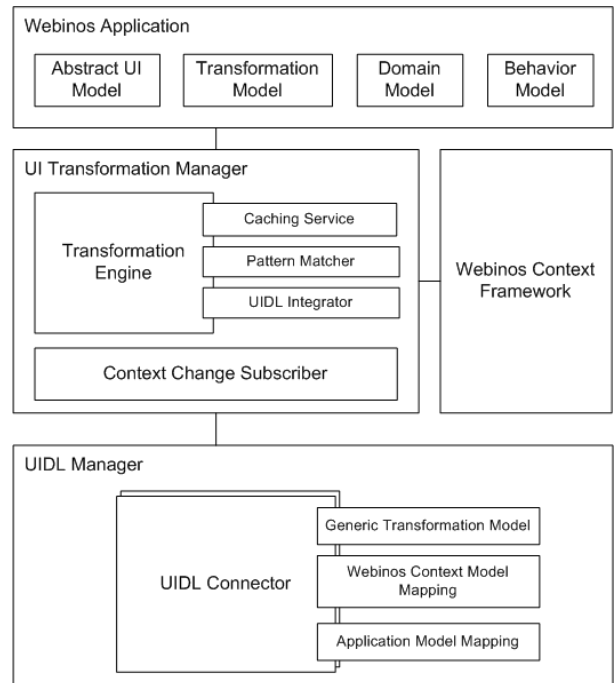 Webinos Application
Abstract UI
Model
Transformation
Model
Domain
Model
Behavior
Model
UI Transformation Manager
Transformation
Engine
Caching Service
Pattern Matcher
UIDL Integrator
Context Change Subscriber
Webinos Context
Framework
UIDL Manager
UIDL Connector
Generic Transformation Model
Webinos Context Model
Mapping
Application Model Mapping